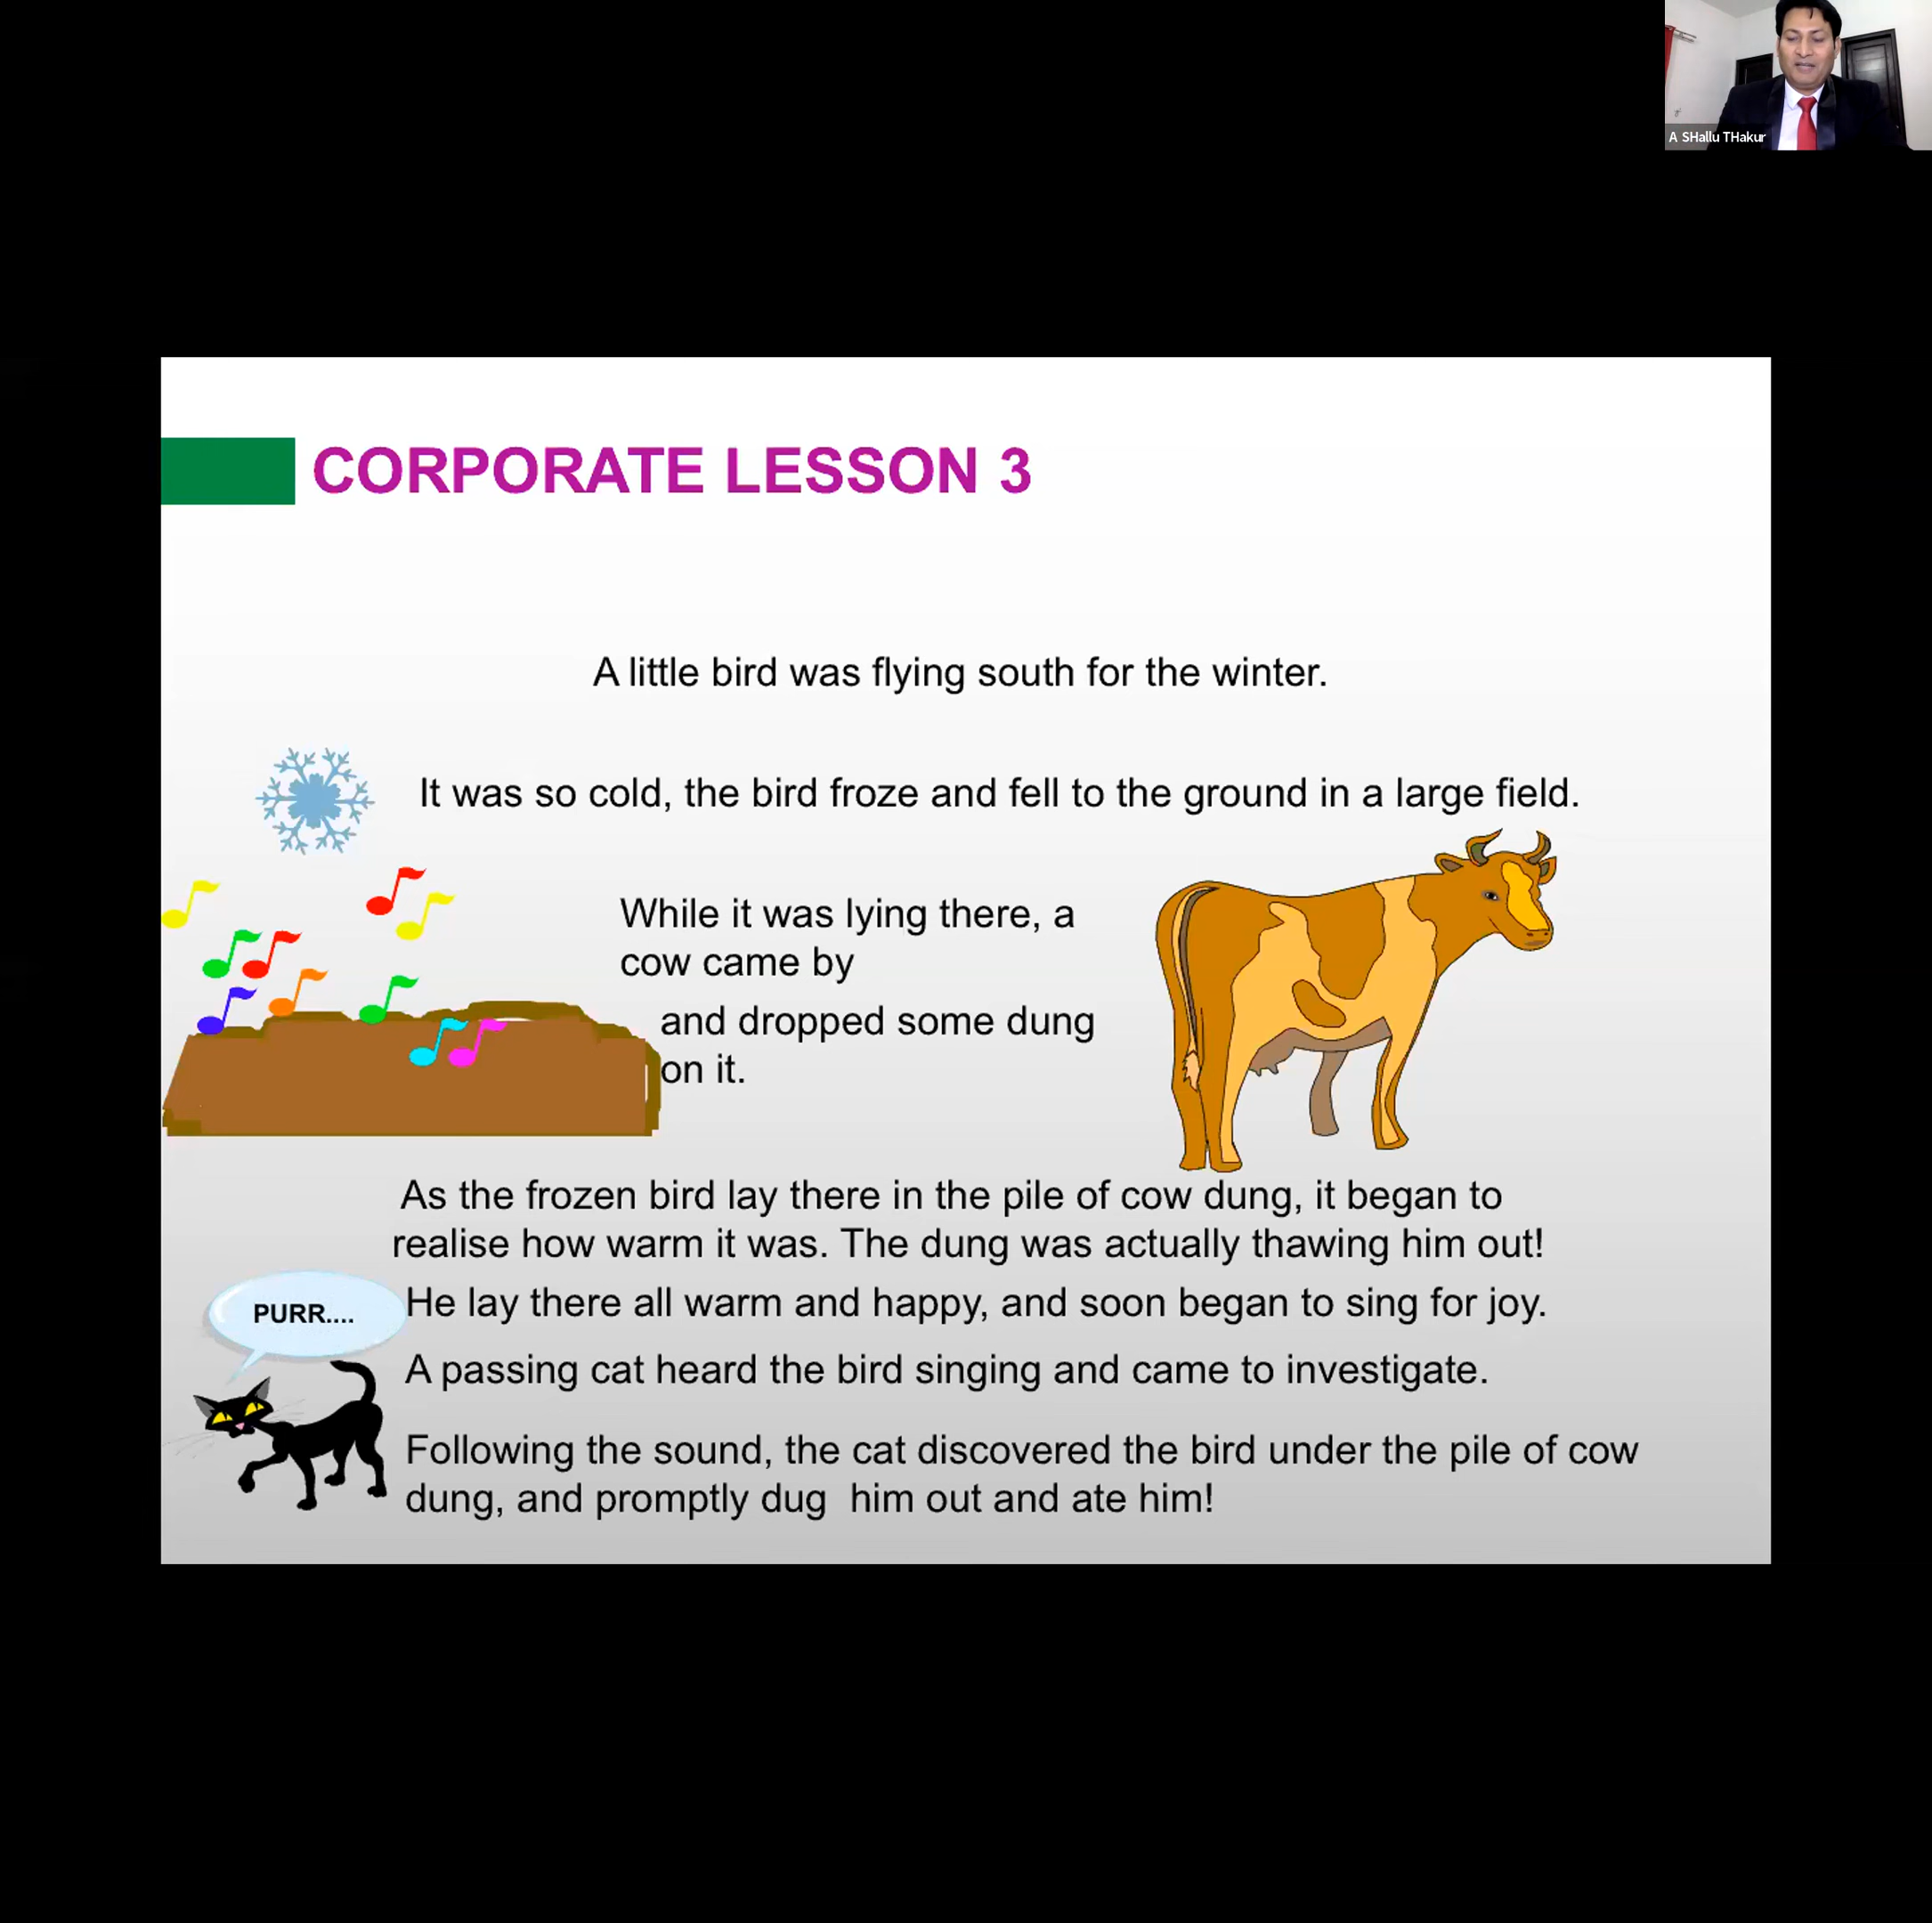 A SHallu THakur
CORPORATE LESSON 3
A little bird was flying south for the winter.
It was so cold, the bird froze and fell to the ground in a large field.
While it was lying there, a
cow came by
and dropped some dung
on it.
As the frozen bird lay there in the pile of cow dung, it began to
realise how warm it was. The dung was actually thawing him out!
PURR....
He lay there all warm and happy, and soon began to sing for joy.
A passing cat heard the bird singing and came to investigate.
Following the sound, the cat discovered the bird under the pile of cow
dung, and promptly dug  him out and ate him!